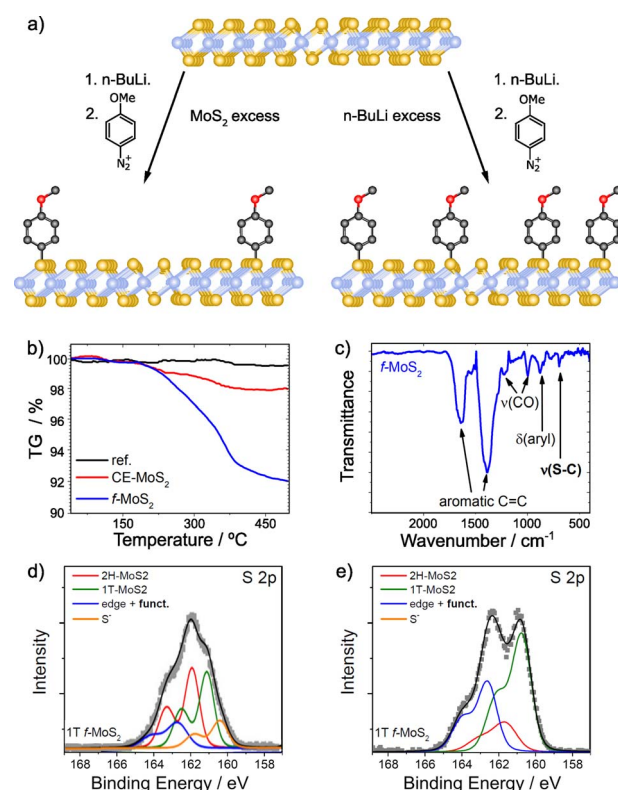 a)
1. n-BuLi.
2.
OMe
N2+
MoS2 excess
n-BuLi excess
1. n-BuLi.
2.
OMe
N2+
b)
100
98
96
94
92
90
TG / %
ref.
CE-MoS2
f-MoS2
150
300
450
Temperature / ºC
c)
f-MoS2
Transmittance
ν(CO)
δ(aryl)
ν(S-C)
aromatic C=C
2000
1500
1000
500
Wavenumber / cm-1
d)
2H-MoS2
1T-MoS2
edge + funct.
S-
S 2p
Intensity
1T f-MoS2
168
166
164
162
160
158
Binding Energy / eV
e)
2H-MoS2
1T-MoS2
edge + funct.
S-
S 2p
Intensity
1T f-MoS2
168
166
164
162
160
158
Binding Energy / eV